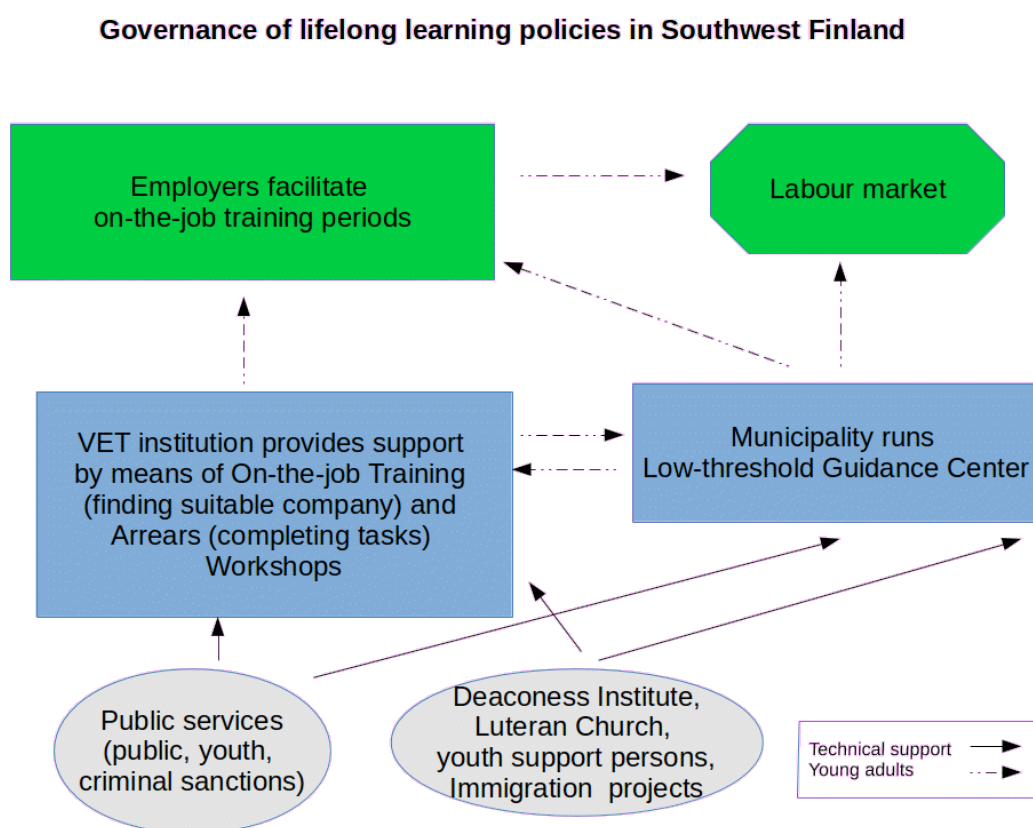 Governance of lifelong learning policies in Southwest Finland
Employers facilitate
on-the-job training periods
Labour market
VET institution provides support
by means of On-the-job Training
(finding suitable company) and
Arrears (completing tasks)
Workshops
Municipality runs
Low-threshold Guidance Center
Public services
(public, youth,
criminal sanctions)
Deaconess Institute,
Luteran Church,
youth support persons,
Immigration projects
Technical support
Young adults